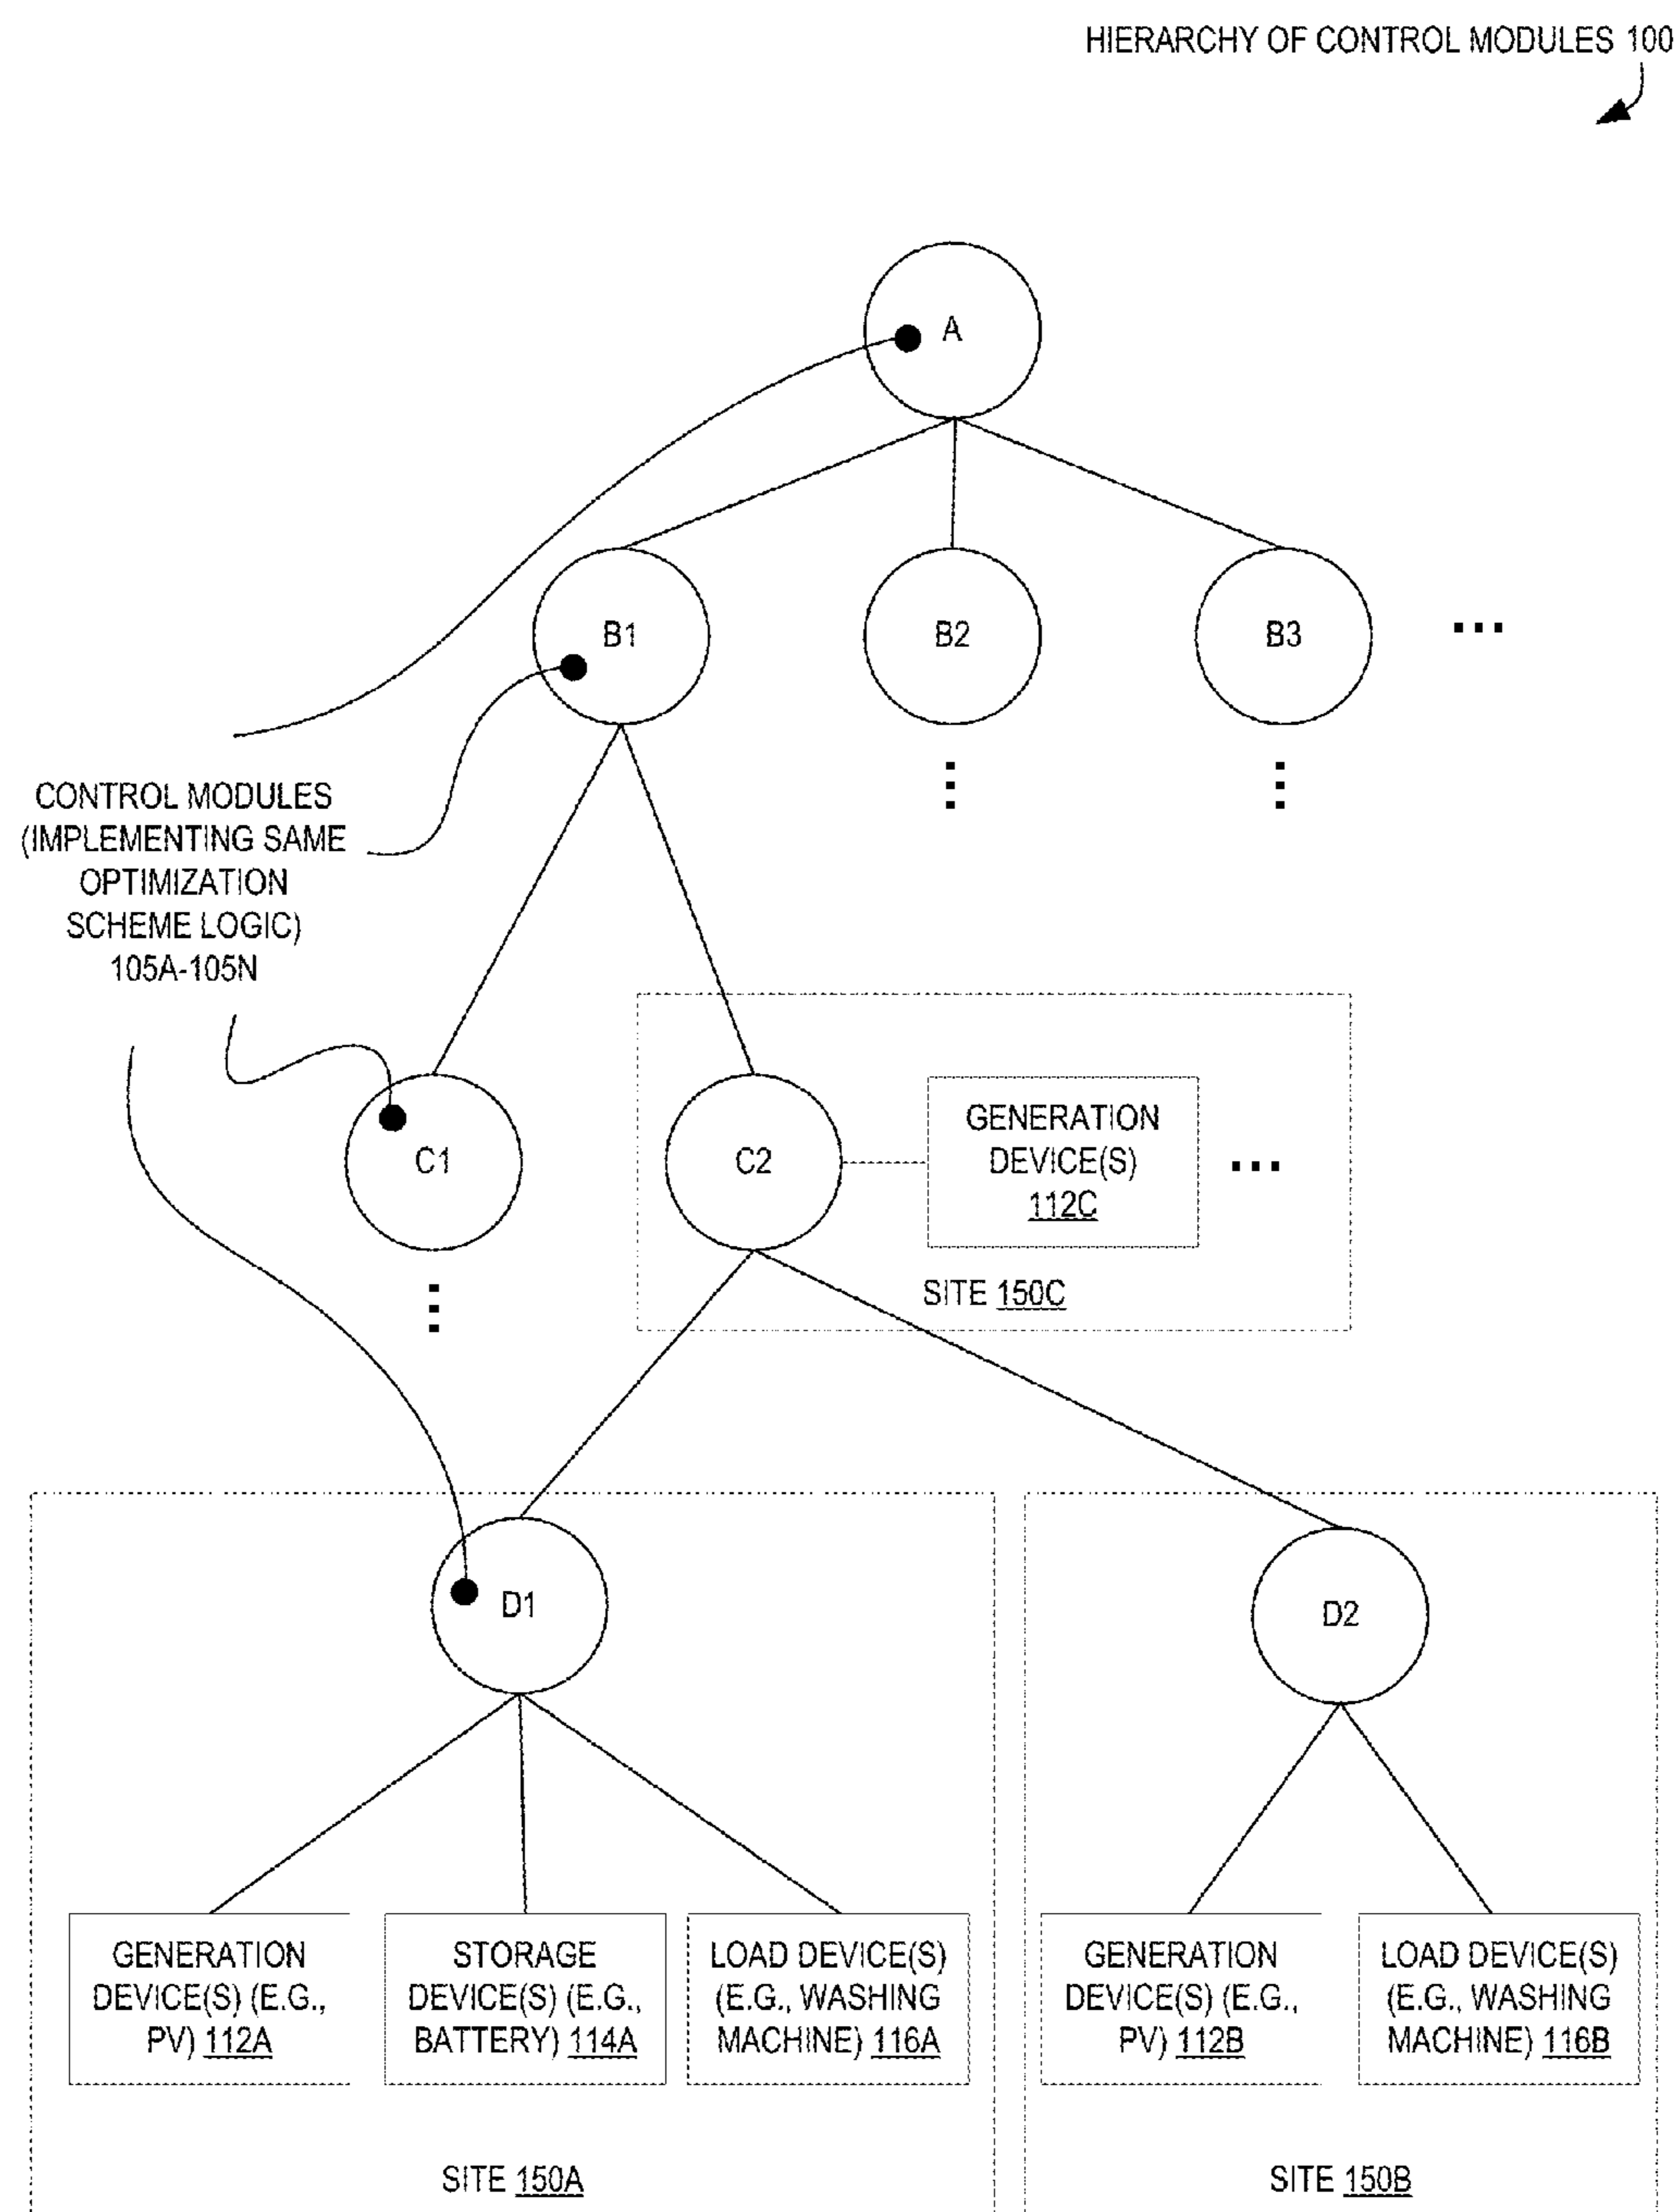 HIERARCHY OF CONTROL MODULES 100
A
B1
B2
B3
...
CONTROL MODULES
(IMPLEMENTING SAME
OPTIMIZATION
SCHEME LOGIC)
105A-105N
C1
C2
GENERATION
DEVICE(S)
112C
...
SITE 150C
D1
D2
GENERATION
DEVICE(S) (E.G.,
PV) 112A
STORAGE
DEVICE(S) (E.G.,
BATTERY) 114A
LOAD DEVICE(S)
(E.G., WASHING
MACHINE) 116A
GENERATION
DEVICE(S) (E.G.,
PV) 112B
LOAD DEVICE(S)
(E.G., WASHING
MACHINE) 116B
SITE 150A
SITE 150B